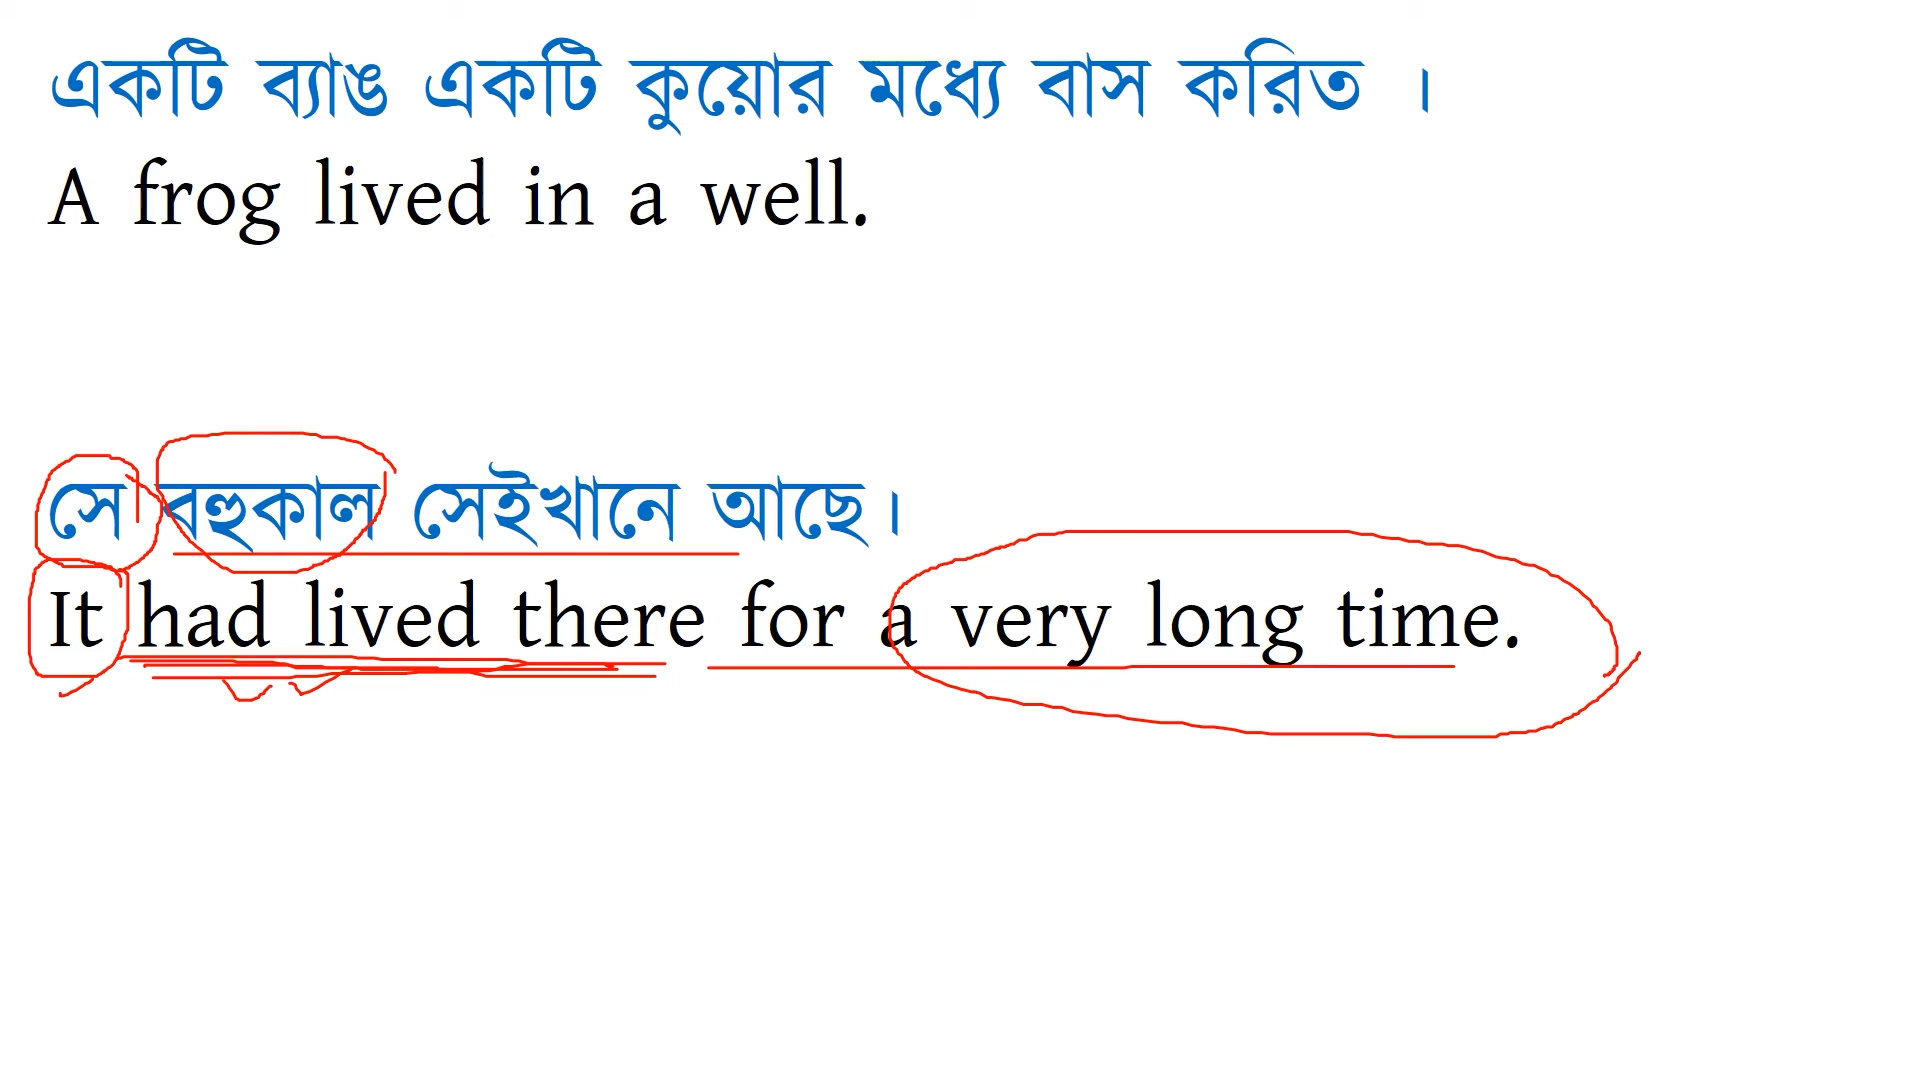 একটি ব্যাঙ একটি কুয়োর মধ্যে বাস করিত ।
A frog lived in a well.
সে বহুকাল সেইখানে আছে।
It had lived there for a very long time.